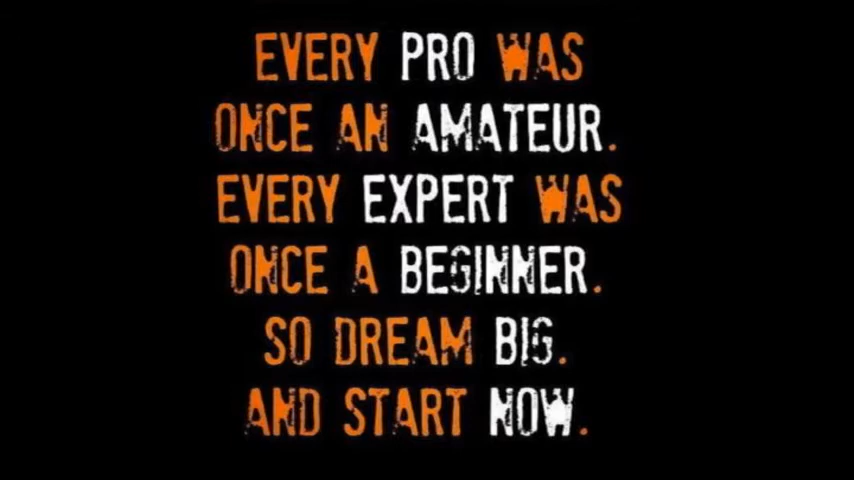 EVERY PRO WAS
ONCE AN AMATEUR.
EVERY EXPERT WAS
ONCE A BEGINNER.
SO DREAM BIG.
AND START NOW.